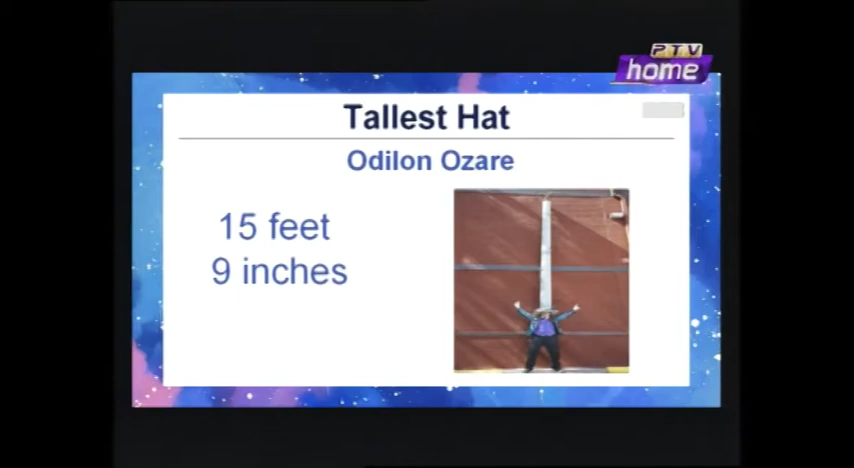 PTV
home
Tallest Hat
Odilon Ozare
15 feet
9 inches